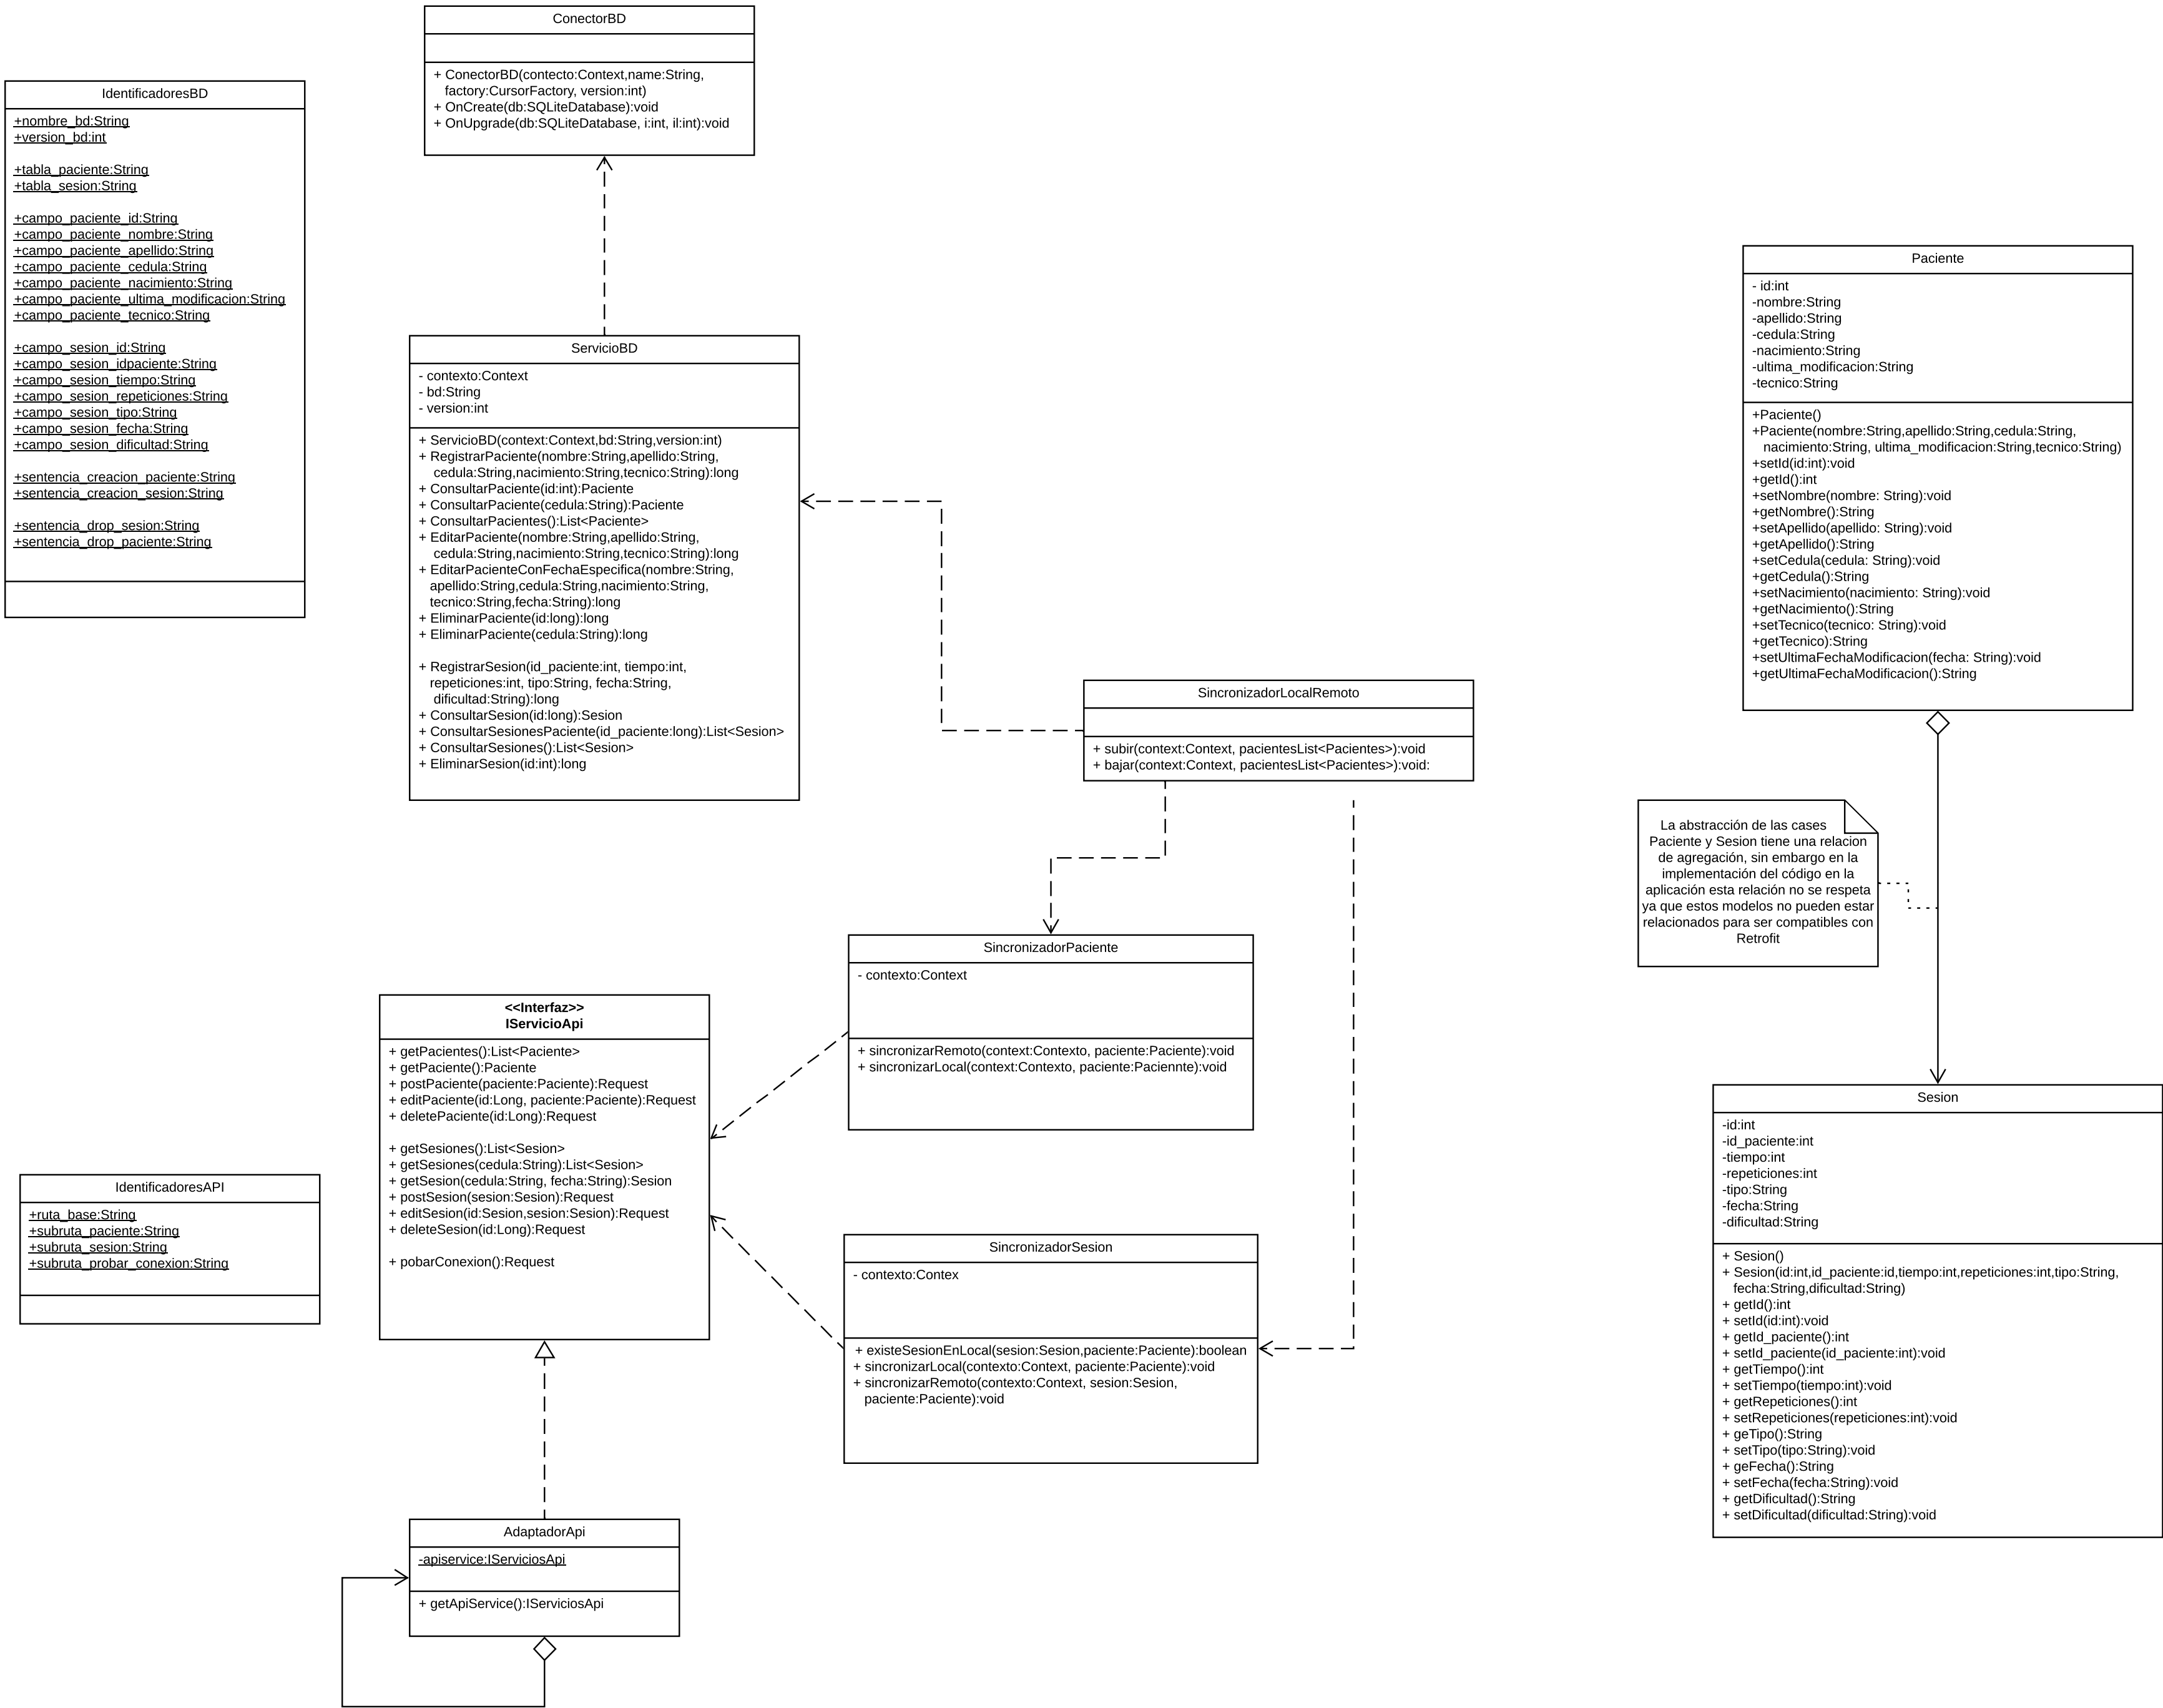 ConectorBD
+ ConectorBD(contecto:Context,name:String,
factory:CursorFactory, version:int)
+ OnCreate(db:SQLiteDatabase):void
+ OnUpgrade(db:SQLiteDatabase, i:int, il:int):void
IdentificadoresBD
+nombre_bd:String
+version_bd:int
+tabla_paciente:String
+tabla_sesion:String
+campo_paciente_id:String
+campo_paciente_nombre:String
+campo_paciente_apellido:String
+campo_paciente_cedula:String
+campo_paciente_nacimiento:String
+campo_paciente_ultima_modificacion:String
+campo_paciente_tecnico:String
+campo_sesion_id:String
+campo_sesion_idpaciente:String
+campo_sesion_tiempo:String
+campo_sesion_repeticiones:String
+campo_sesion_tipo:String
+campo_sesion_fecha:String
+campo_sesion_dificultad:String
+sentencia_creacion_paciente:String
+sentencia_creacion_sesion:String
+sentencia_drop_sesion:String
+sentencia_drop_paciente:String
ServicioBD
- contexto:Context
- bd:String
- version:int
+ ServicioBD(context:Context,bd:String,version:int)
+ RegistrarPaciente(nombre:String,apellido:String,
cedula:String,nacimiento:String,tecnico:String):long
+ ConsultarPaciente(id:int):Paciente
+ ConsultarPaciente(cedula:String):Paciente
+ ConsultarPacientes():List<Paciente>
+ EditarPaciente(nombre:String,apellido:String,
cedula:String,nacimiento:String,tecnico:String):long
+ EditarPacienteConFechaEspecifica(nombre:String,
apellido:String,cedula:String,nacimiento:String,
tecnico:String,fecha:String):long
+ EliminarPaciente(id:long):long
+ EliminarPaciente(cedula:String):long
+ RegistrarSesion(id_paciente:int, tiempo:int,
repeticiones:int, tipo:String, fecha:String,
dificultad:String):long
+ ConsultarSesion(id:long):Sesion
+ ConsultarSesionesPaciente(id_paciente:long):List<Sesion>
+ ConsultarSesiones():List<Sesion>
+ EliminarSesion(id:int):long
Paciente
- id:int
-nombre:String
-apellido:String
-cedula:String
-nacimiento:String
-ultima_modificacion:String
-tecnico:String
+Paciente()
+Paciente(nombre:String,apellido:String,cedula:String,
nacimiento:String, ultima_modificacion:String,tecnico:String)
+setId(id:int):void
+getId():int
+setNombre(nombre: String):void
+getNombre():String
+setApellido(apellido: String):void
+getApellido():String
+setCedula(cedula: String):void
+getCedula():String
+setNacimiento(nacimiento: String):void
+getNacimiento():String
+setTecnico(tecnico: String):void
+getTecnico):String
+setUltimaFechaModificacion(fecha: String):void
+getUltimaFechaModificacion():String
SincronizadorLocalRemoto
+ subir(context:Context, pacientesList<Pacientes>):void
+ bajar(context:Context, pacientesList<Pacientes>):void:
La abstracción de las cases
Paciente y Sesion tiene una relacion
de agregación, sin embargo en la
implementación del código en la
aplicación esta relación no se respeta
ya que estos modelos no pueden estar
relacionados para ser compatibles con
Retrofit
SincronizadorPaciente
- contexto:Context
+ sincronizarRemoto(context:Contexto, paciente:Paciente):void
+ sincronizarLocal(context:Contexto, paciente:Paciennte):void
<<Interfaz>>
IServicioApi
+ getPacientes():List<Paciente>
+ getPaciente():Paciente
+ postPaciente(paciente:Paciente):Request
+ editPaciente(id:Long, paciente:Paciente):Request
+ deletePaciente(id:Long):Request
+ getSesiones():List<Sesion>
+ getSesiones(cedula:String):List<Sesion>
+ getSesion(cedula:String, fecha:String):Sesion
+ postSesion(sesion:Sesion):Request
+ editSesion(id:Sesion,sesion:Sesion):Request
+ deleteSesion(id:Long):Request
+ pobarConexion():Request
IdentificadoresAPI
+ruta_base:String
+subruta_paciente:String
+subruta_sesion:String
+subruta_probar_conexion:String
SincronizadorSesion
- contexto:Contex
+ existeSesionEnLocal(sesion:Sesion,paciente:Paciente):boolean
+ sincronizarLocal(contexto:Context, paciente:Paciente):void
+ sincronizarRemoto(contexto:Context, sesion:Sesion,
paciente:Paciente):void
Sesion
-id:int
-id_paciente:int
-tiempo:int
-repeticiones:int
-tipo:String
-fecha:String
-dificultad:String
+ Sesion()
+ Sesion(id:int,id_paciente:id,tiempo:int,repeticiones:int,tipo:String,
fecha:String,dificultad:String)
+ getId():int
+ setId(id:int):void
+ getId_paciente():int
+ setId_paciente(id_paciente:int):void
+ getTiempo():int
+ setTiempo(tiempo:int):void
+ getRepeticiones():int
+ setRepeticiones(repeticiones:int):void
+ geTipo():String
+ setTipo(tipo:String):void
+ geFecha():String
+ setFecha(fecha:String):void
+ getDificultad():String
+ setDificultad(dificultad:String):void
AdaptadorApi
-apiservice:IServiciosApi
+ getApiService():IServiciosApi